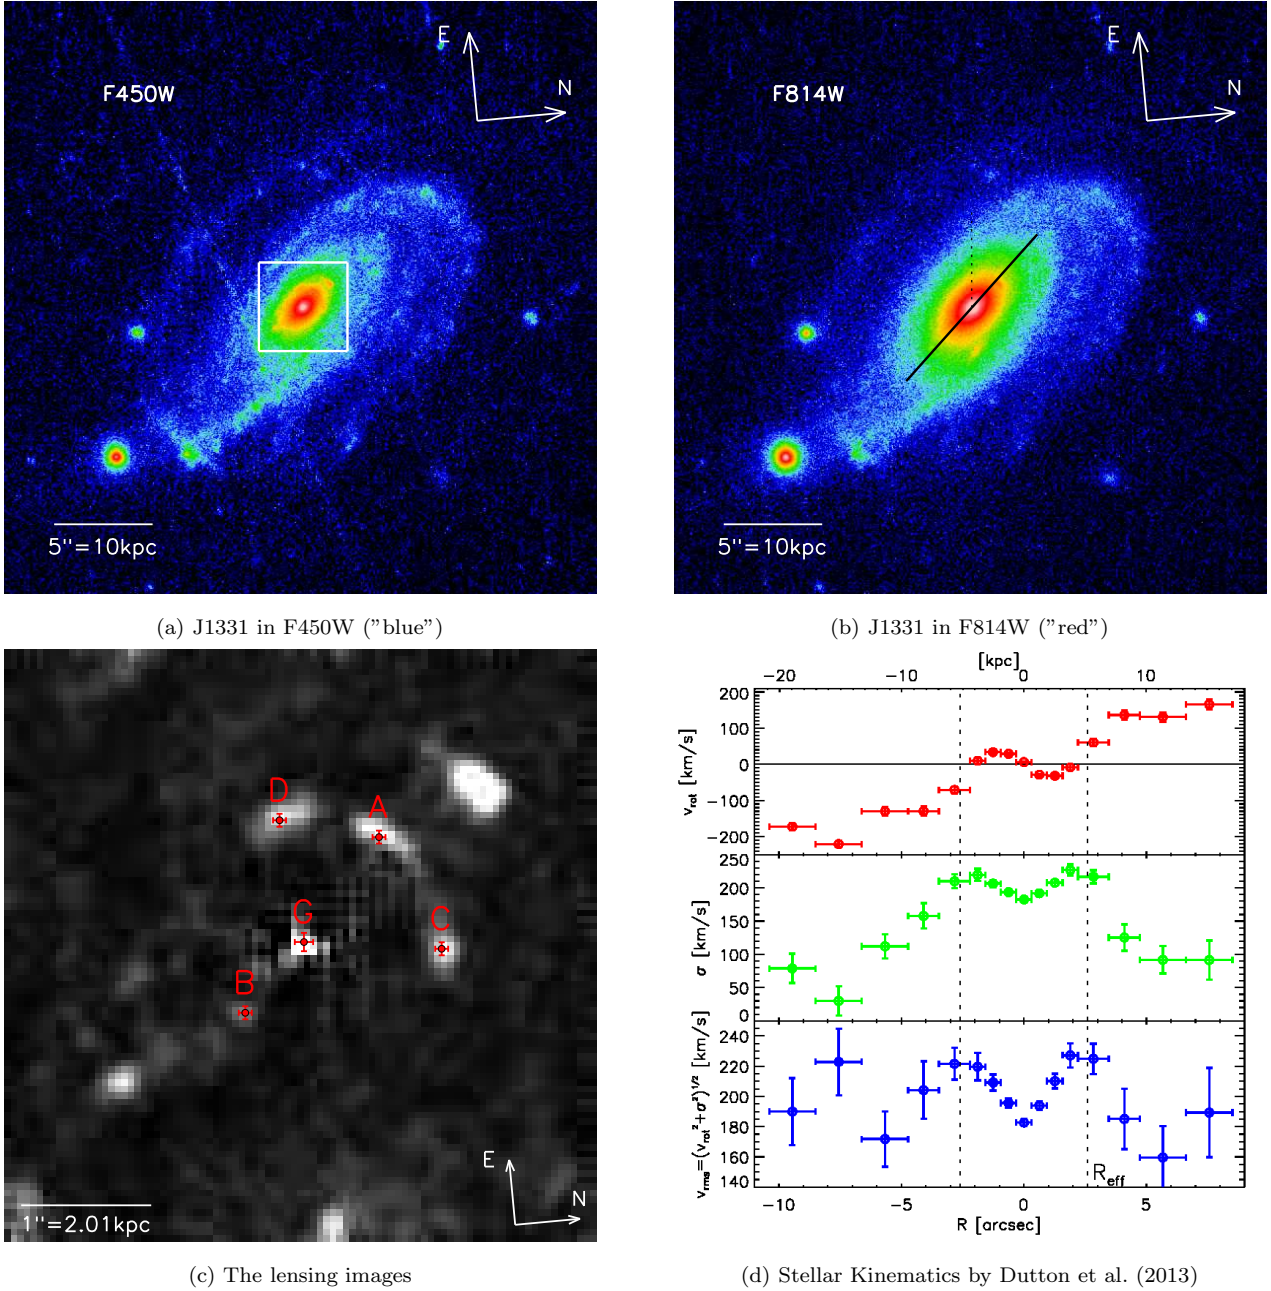 F450W
E
N
5"=10kpc
(a) J1331 in F450W ("blue")
F814W
E
N
5"=10kpc
(b) J1331 in F814W ("red")
D
A
G
C
B
E
N
1"=2.01kpc
(c) The lensing images
[kpc]
−20 −10 0 10
200
100
0
−100
−200
v_rot [km/s]
250
200
150
100
50
0
σ [km/s]
240
220
200
180
160
140
v_rms=(v_rot²+σ²)^1/2 [km/s]
R_eff
−10 −5 0 5
R [arcsec]
(d) Stellar Kinematics by Dutton et al. (2013)